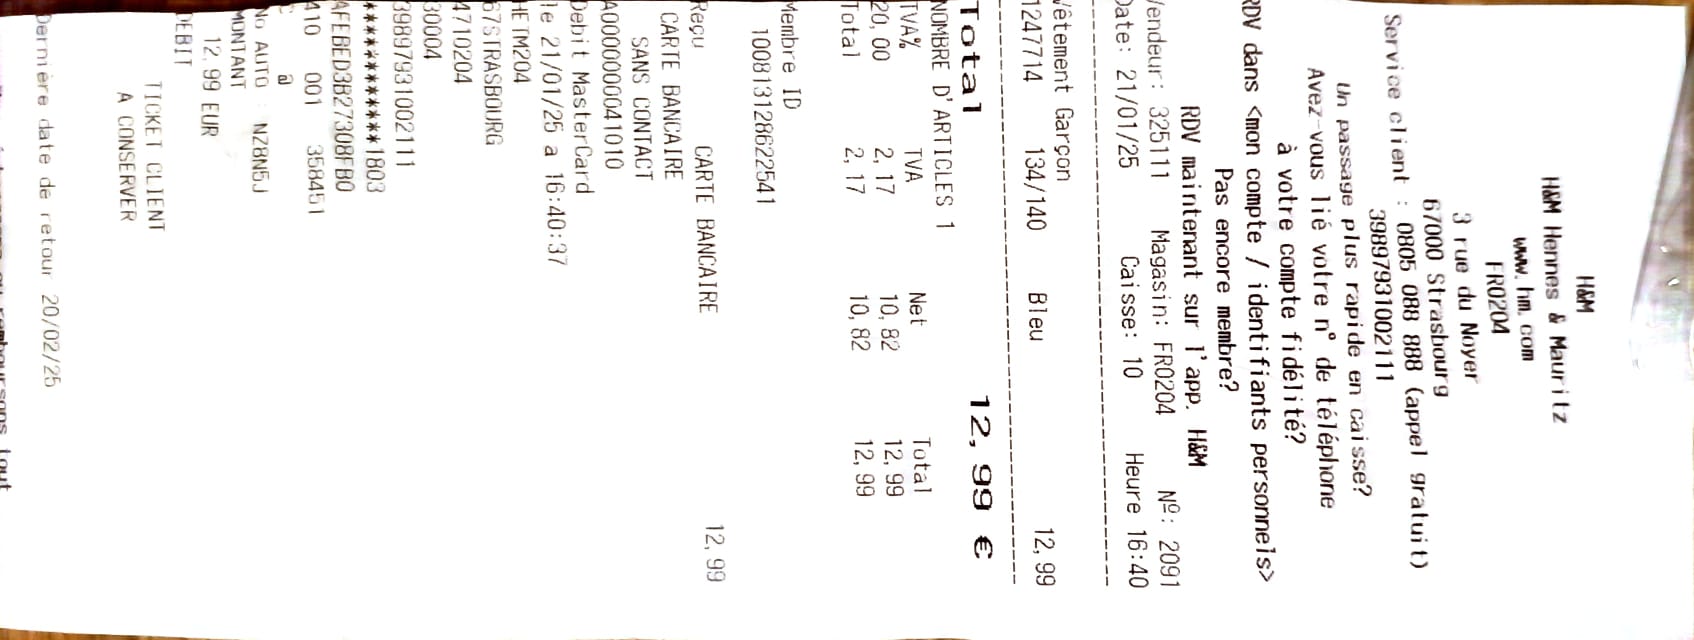 H&M
H&M Hennes & Mauritz
www.hm.com
FR0204
3 rue du Noyer
67000 Strasbourg
Service client : 0805 088 888 (appel gratuit)
39897931002111
Un passage plus rapide en caisse?
Avez-vous lié votre n° de téléphone
à votre compte fidélité?
RDV dans <mon compte / identifiants personnels>
Pas encore membre?
RDV maintenant sur l'app. H&M
Vendeur: 325111 Magasin: FR0204 Nº: 2091
Date: 21/01/25 Caisse: 10 Heure 16:40
Vêtement Garçon
1247714 134/140 Bleu 12,99
Total 12,99 €
NOMBRE D'ARTICLES 1
TVA% TVA Net Total
20,00 2,17 10,82 12,99
Total 2,17 10,82 12,99
Membre ID
100813128622541
Reçu CARTE BANCAIRE 12,99
CARTE BANCAIRE
SANS CONTACT
A0000000041010
Debit MasterCard
le 21/01/25 a 16:40:37
HETM204
67STRASBOURG
4710204
30004
39897931002111
************1803
AFEBED3B27308FB0
410 001 358451
C @
No AUTO : NZ8N5J
MONTANT
12,99 EUR
DEBIT
TICKET CLIENT
A CONSERVER
Dernière date de retour 20/02/25